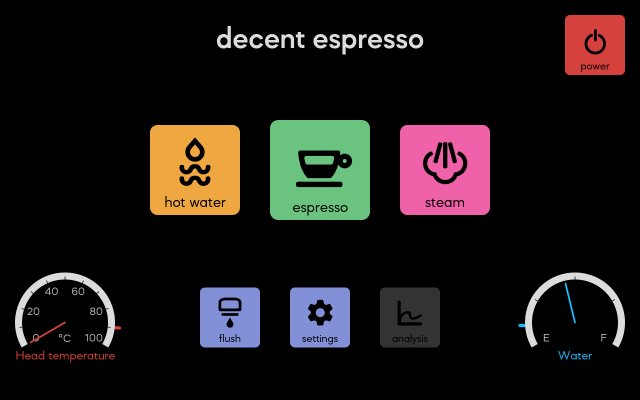 decent espresso
power
hot water
espresso
steam
0
20
40
60
80
100
°C
Head temperature
flush
settings
analysis
E
F
Water